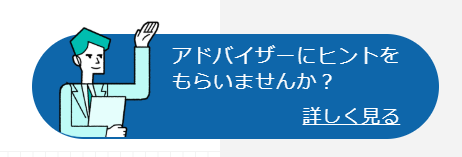 アドバイザーにヒントを
もらいませんか？
詳しく見る